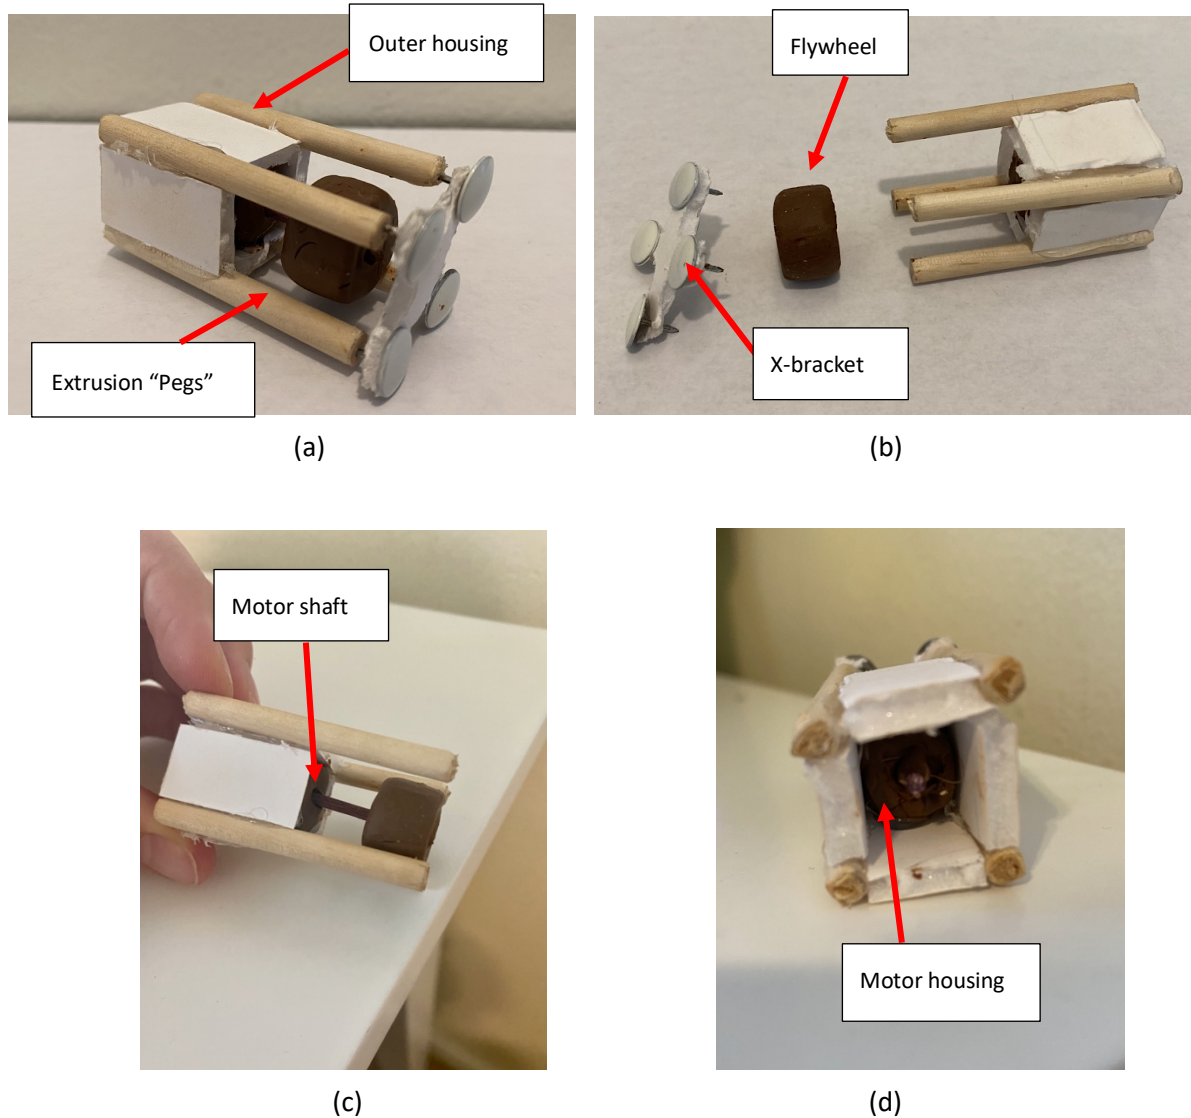 Outer housing
Flywheel
Extrusion “Pegs”
X-bracket
(a)
(b)
Motor shaft
Motor housing
(c)
(d)